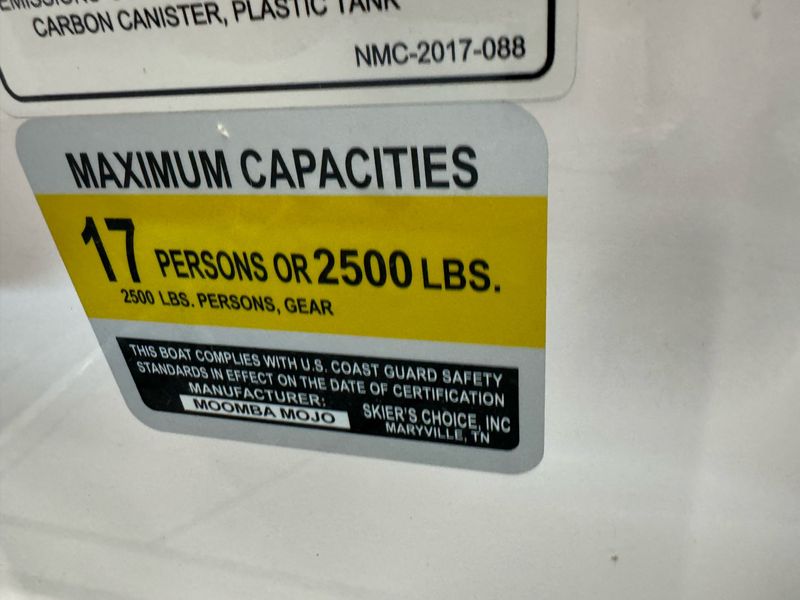 CARBON CANISTER, PLASTIC TANK
NMC-2017-088
MAXIMUM CAPACITIES
17 PERSONS OR 2500 LBS.
2500 LBS. PERSONS, GEAR
THIS BOAT COMPLIES WITH U.S. COAST GUARD SAFETY
STANDARDS IN EFFECT ON THE DATE OF CERTIFICATION
MANUFACTURER:
MOOMBA MOJO SKIER'S CHOICE, INC
MARYVILLE, TN